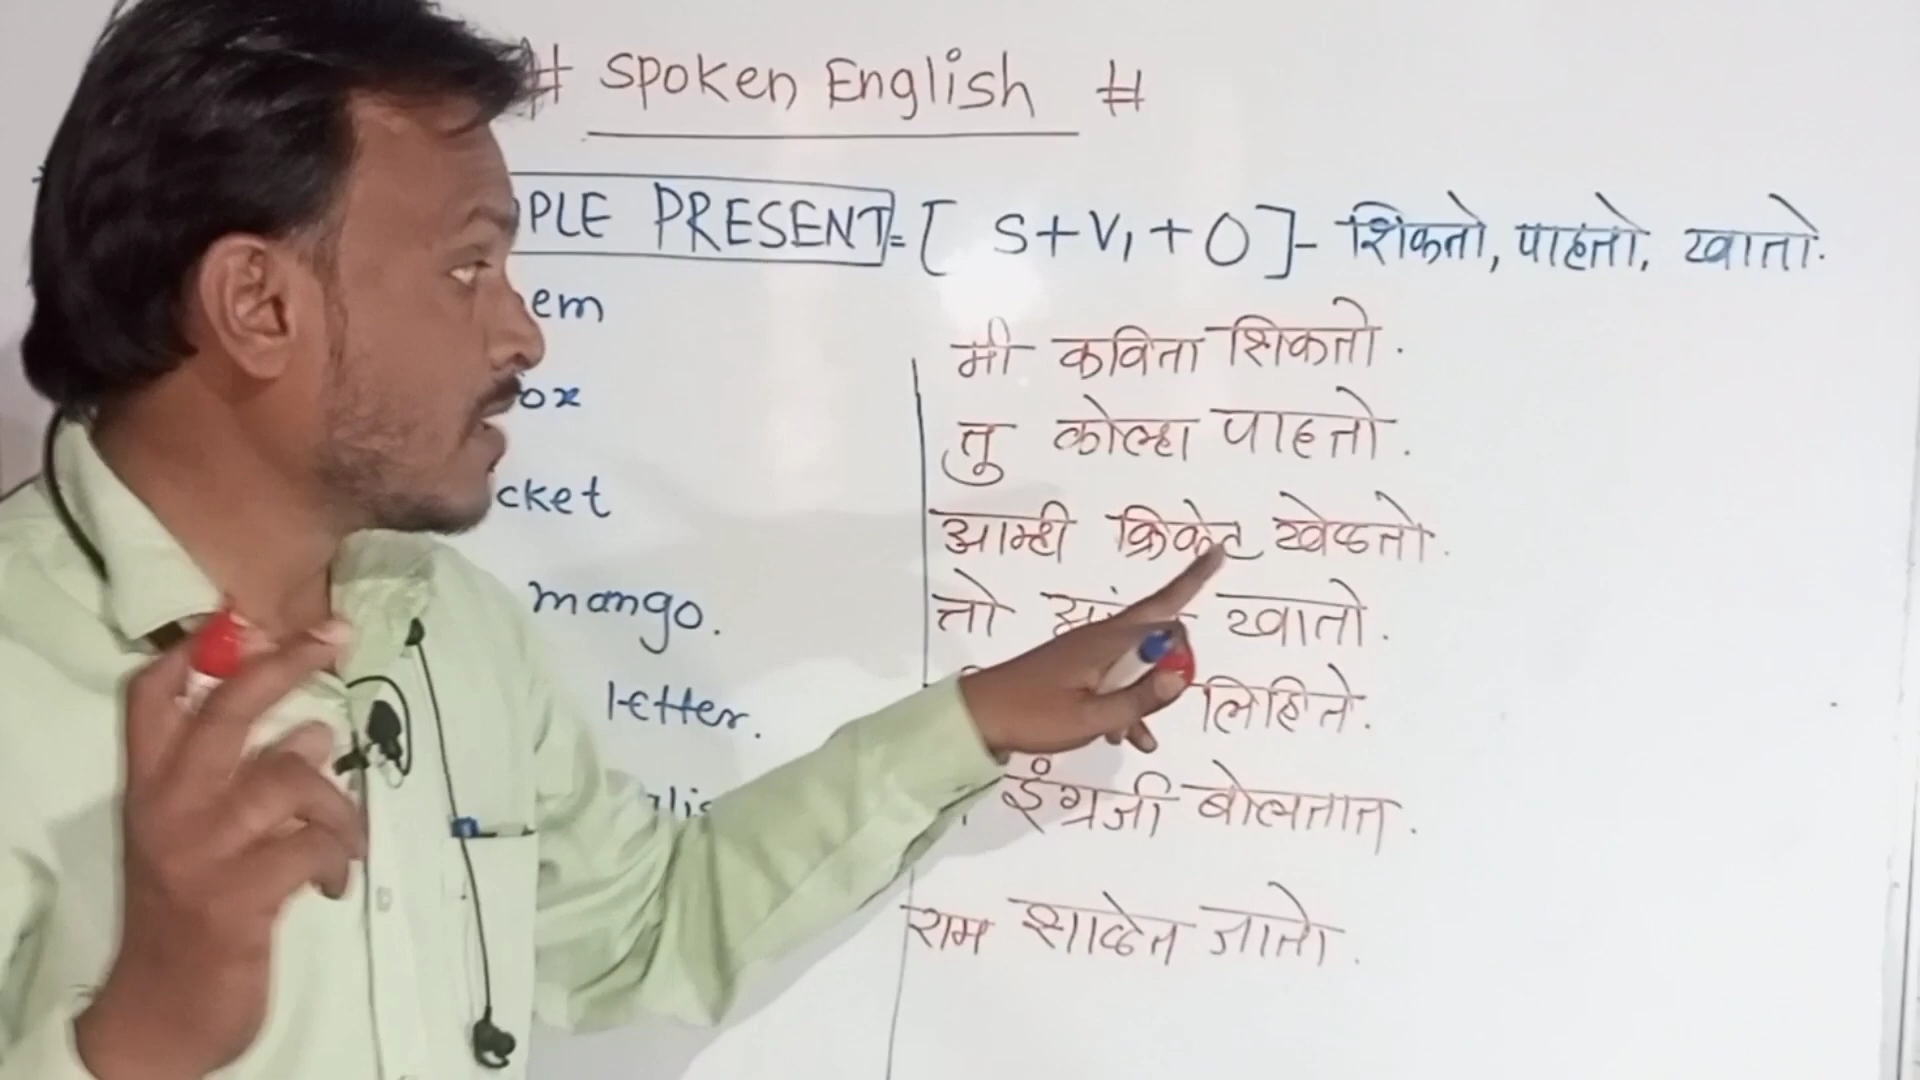 # Spoken English #
PLE PRESENT = [ S+V1+O ] - शिकतो, पाहतो, खातो.
em मी कविता शिकतो.
ox तु कोल्हा पाहतो.
cket आम्ही क्रिकेट खेळतो.
mango. तो खातो.
letter. लिहिते.
इंग्रजी बोलतात.
राम शाळेत जातो.